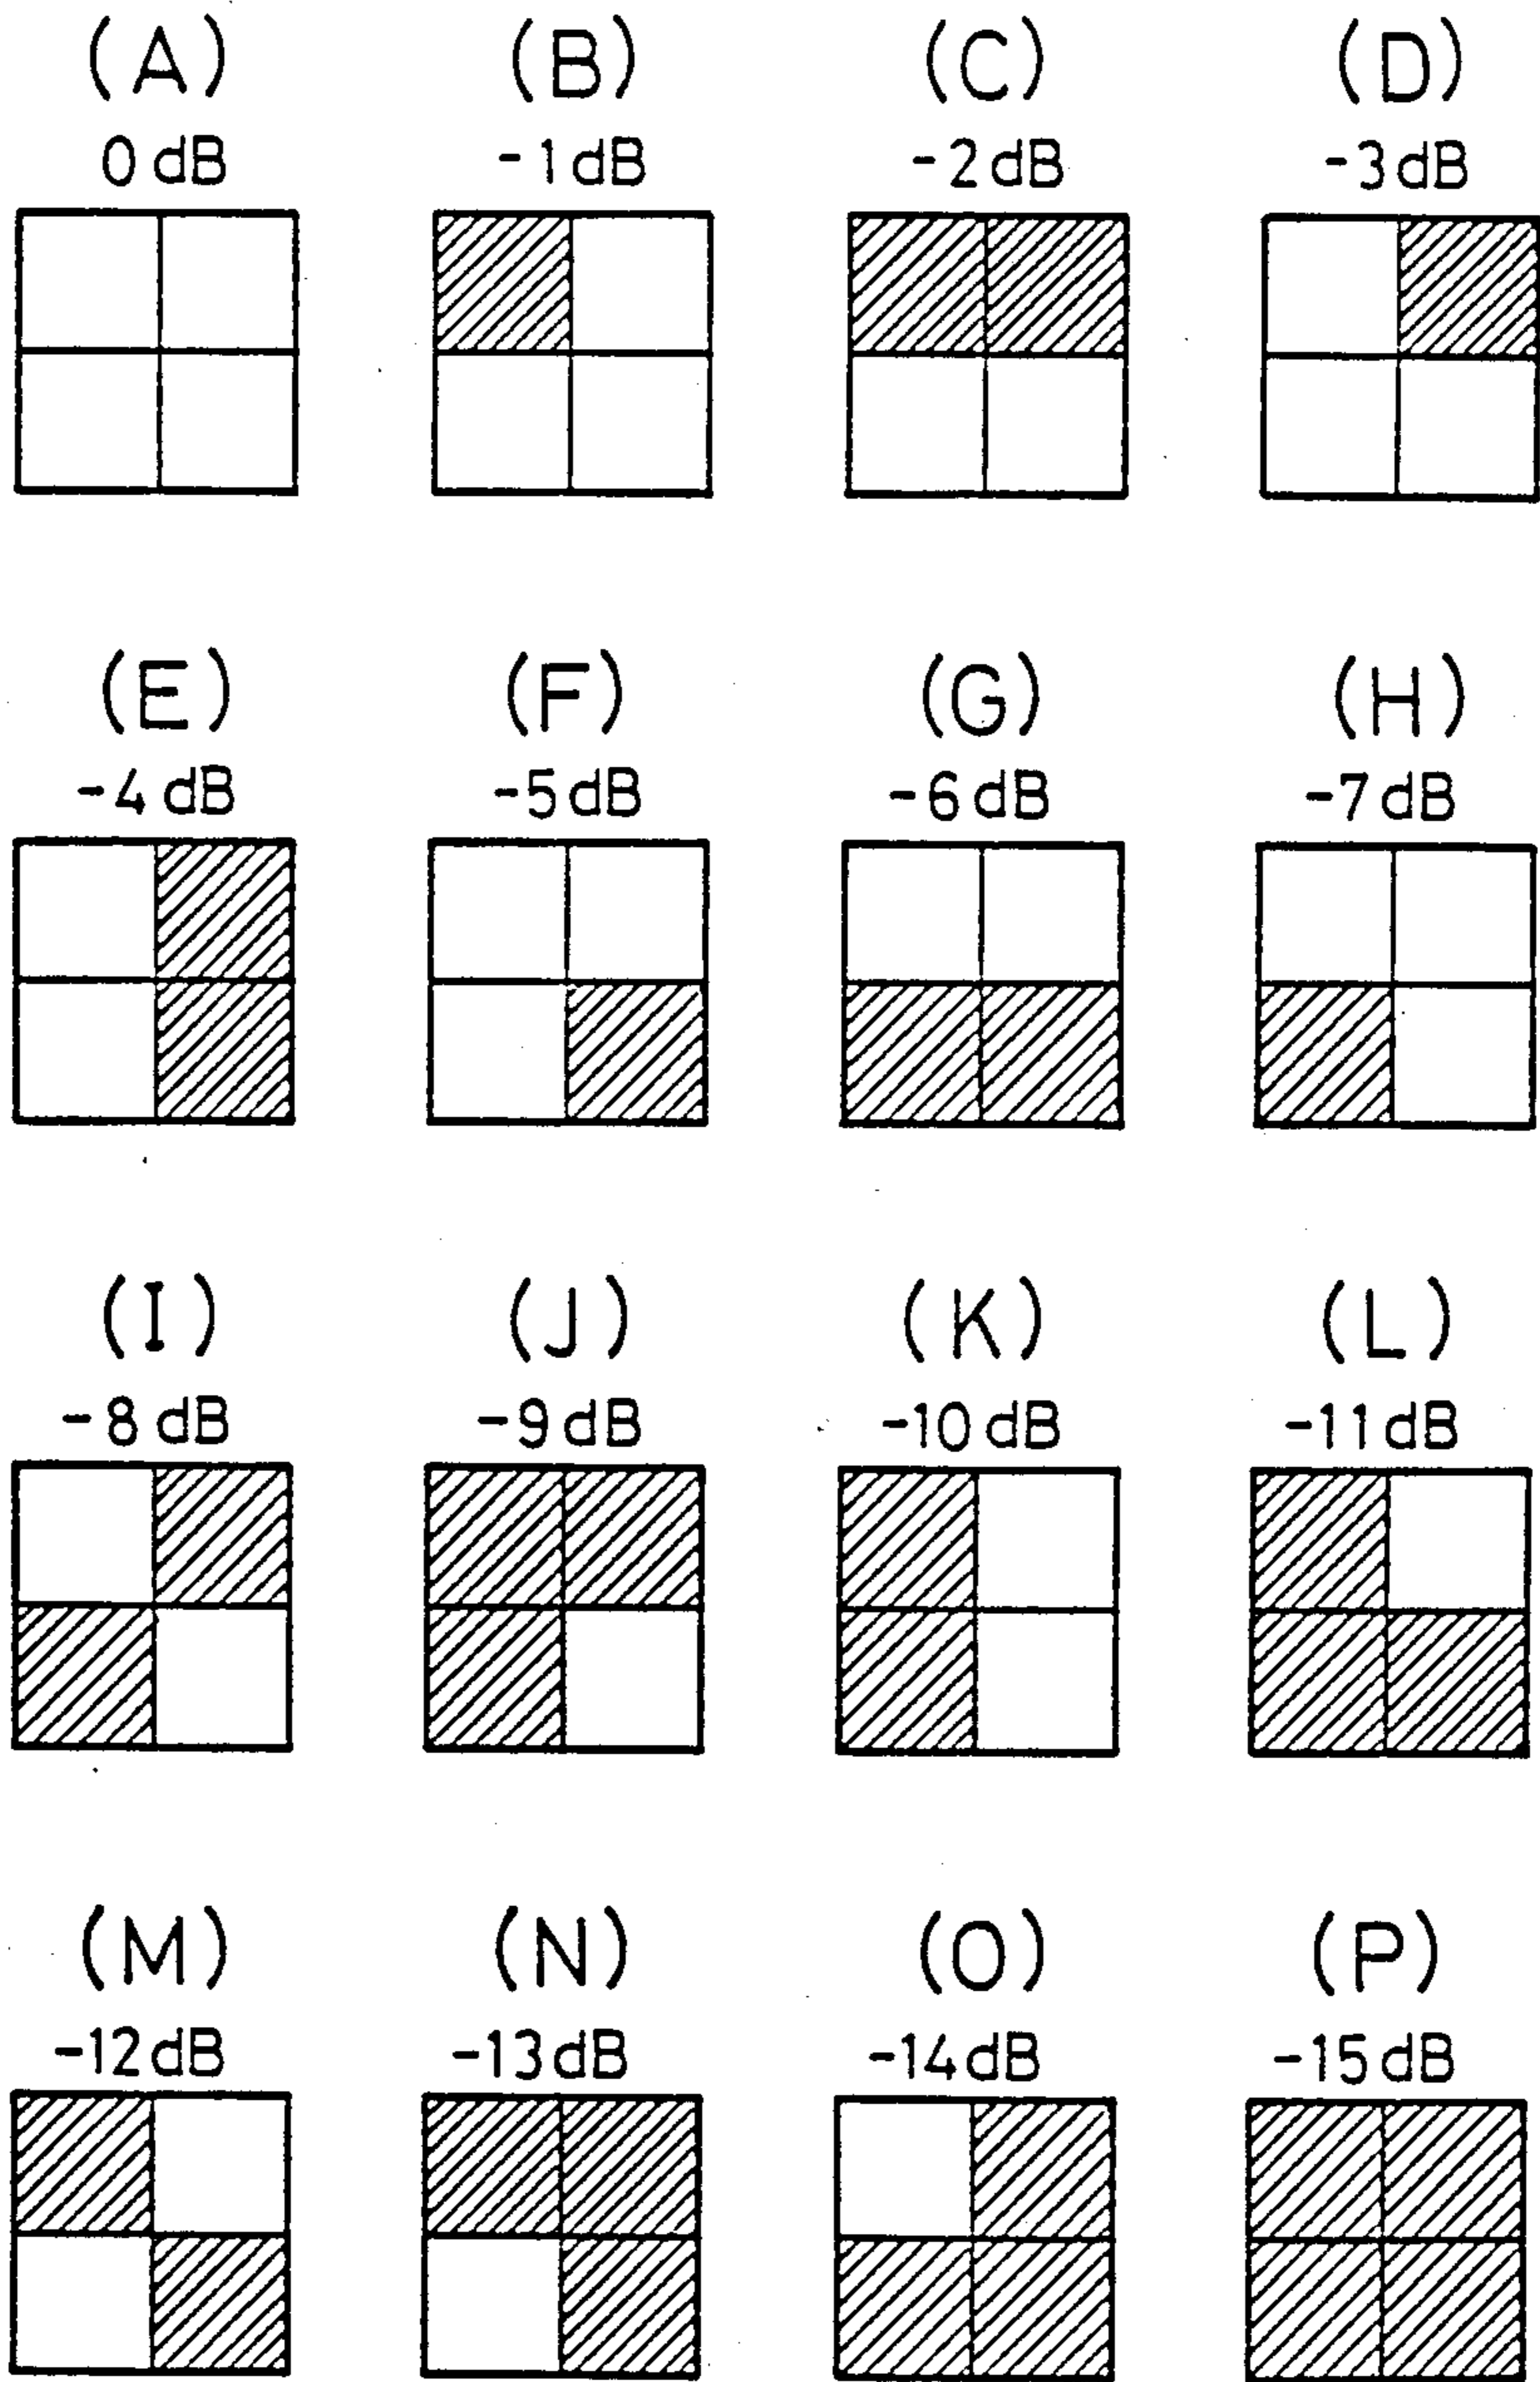 (A) (B) (C) (D)
0 dB -1 dB -2 dB -3 dB
(E) (F) (G) (H)
-4 dB -5 dB -6 dB -7 dB
(I) (J) (K) (L)
-8 dB -9 dB -10 dB -11 dB
(M) (N) (O) (P)
-12 dB -13 dB -14 dB -15 dB